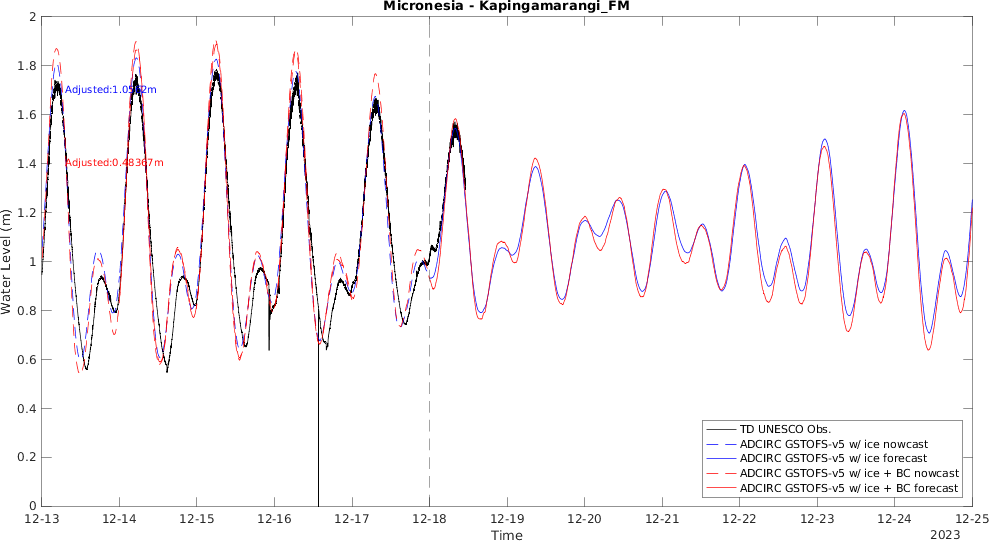 Micronesia - Kapingamarangi_FM
Water Level (m)
2
1.8
1.6
1.4
1.2
1
0.8
0.6
0.4
0.2
0
Adjusted:0.48367m
TD UNESCO Obs.
ADCIRC GSTOFS-v5 w/ ice nowcast
ADCIRC GSTOFS-v5 w/ ice forecast
ADCIRC GSTOFS-v5 w/ ice + BC nowcast
ADCIRC GSTOFS-v5 w/ ice + BC forecast
12-13 12-14 12-15 12-16 12-17 12-18 12-19 12-20 12-21 12-22 12-23 12-24 12-25
Time
2023